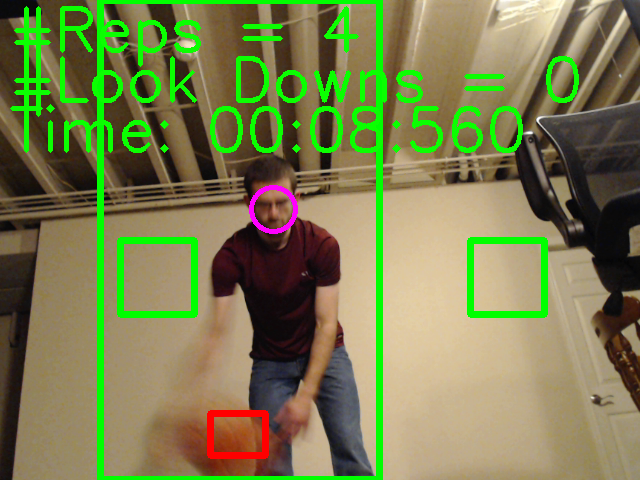 #Reps = 4
#Look Downs = 0
Time: 00:08:560